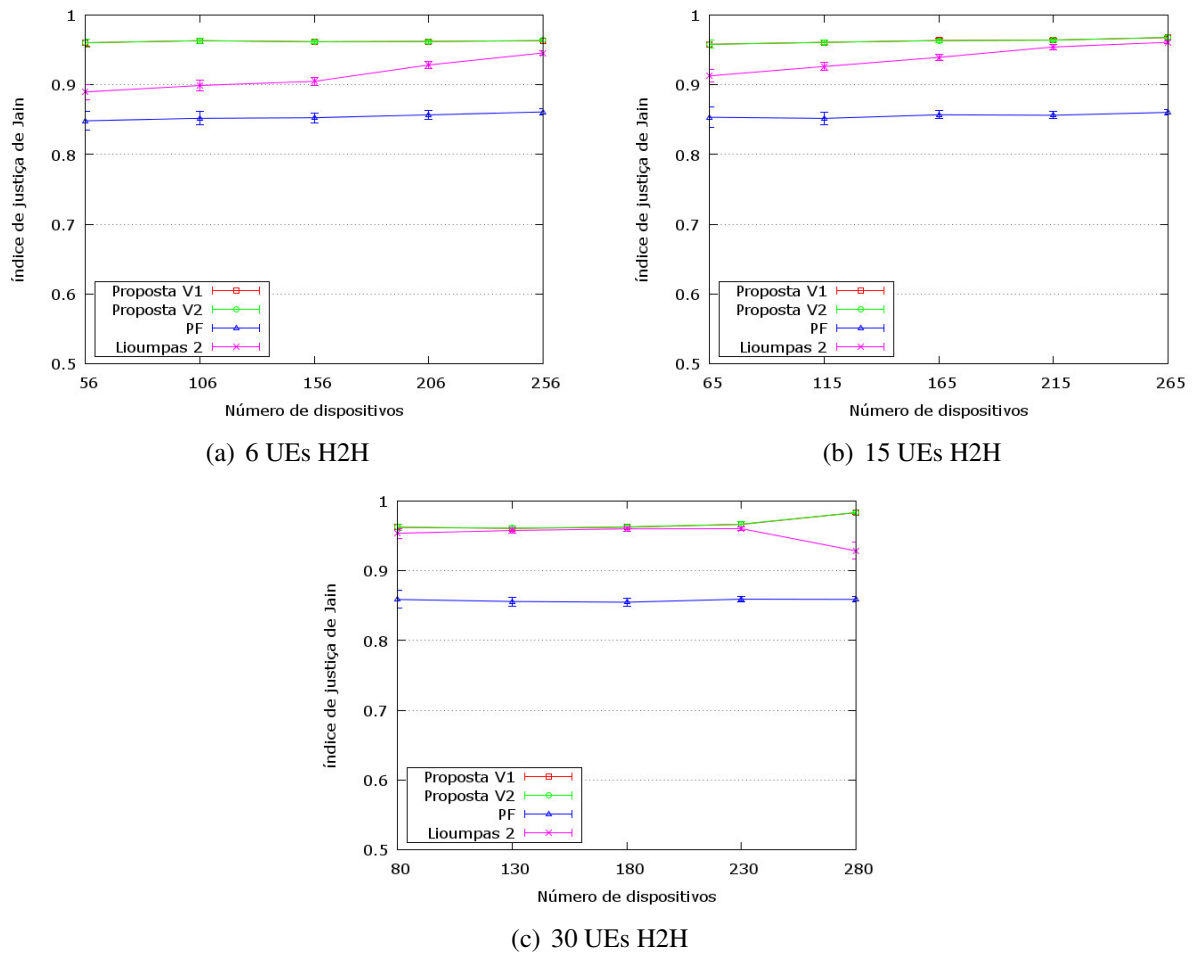 1
0.9
0.8
0.7
0.6
0.5
índice de justiça de Jain
Proposta V1
Proposta V2
PF
Lioumpas 2
56 106 156 206 256
Número de dispositivos
(a) 6 UEs H2H
1
0.9
0.8
0.7
0.6
0.5
índice de justiça de Jain
Proposta V1
Proposta V2
PF
Lioumpas 2
65 115 165 215 265
Número de dispositivos
(b) 15 UEs H2H
1
0.9
0.8
0.7
0.6
0.5
índice de justiça de Jain
Proposta V1
Proposta V2
PF
Lioumpas 2
80 130 180 230 280
Número de dispositivos
(c) 30 UEs H2H